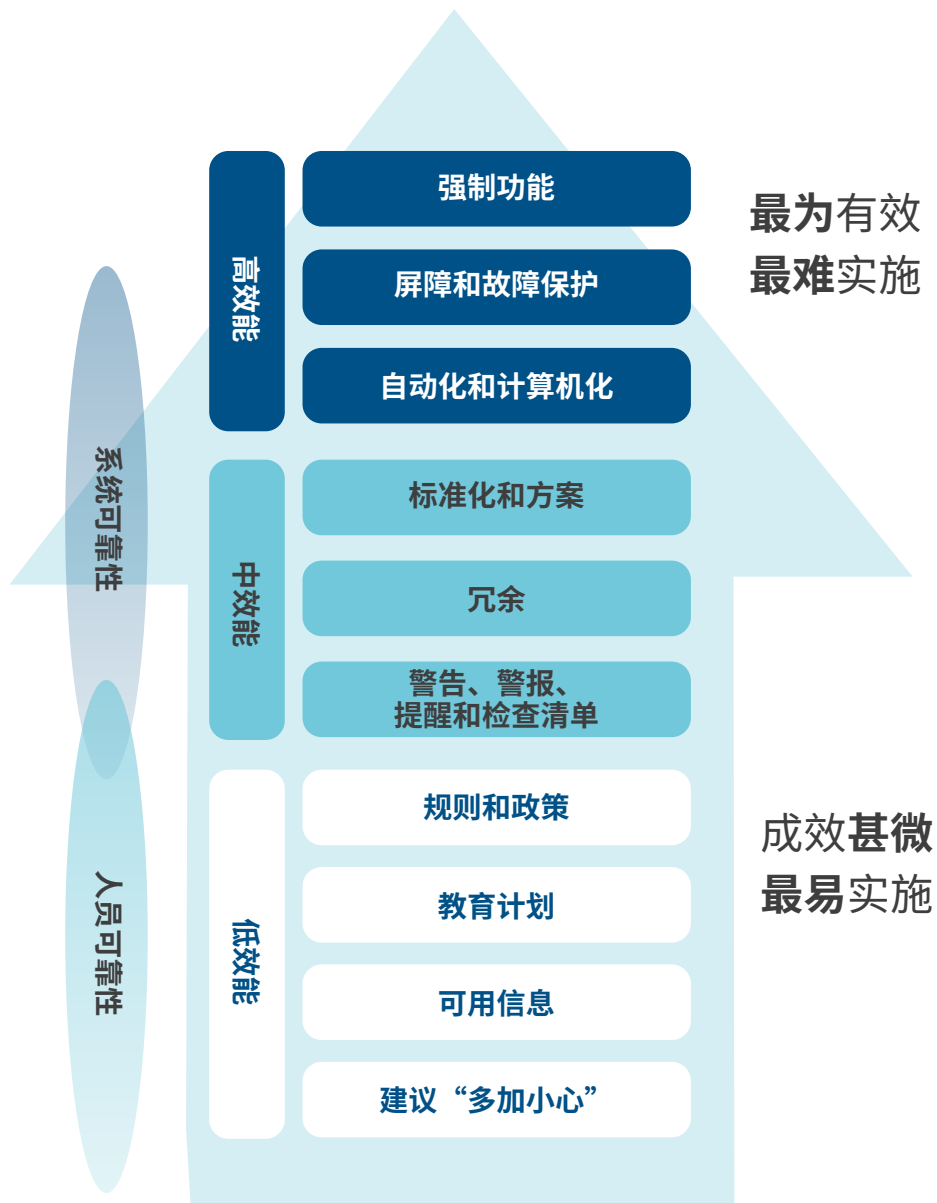 高效能
强制功能
屏障和故障保护
自动化和计算机化
最为有效
最难实施
系统可靠性
中效能
标准化和方案
冗余
警告、警报、
提醒和检查清单
人员可靠性
低效能
规则和政策
教育计划
可用信息
建议“多加小心”
成效甚微
最易实施